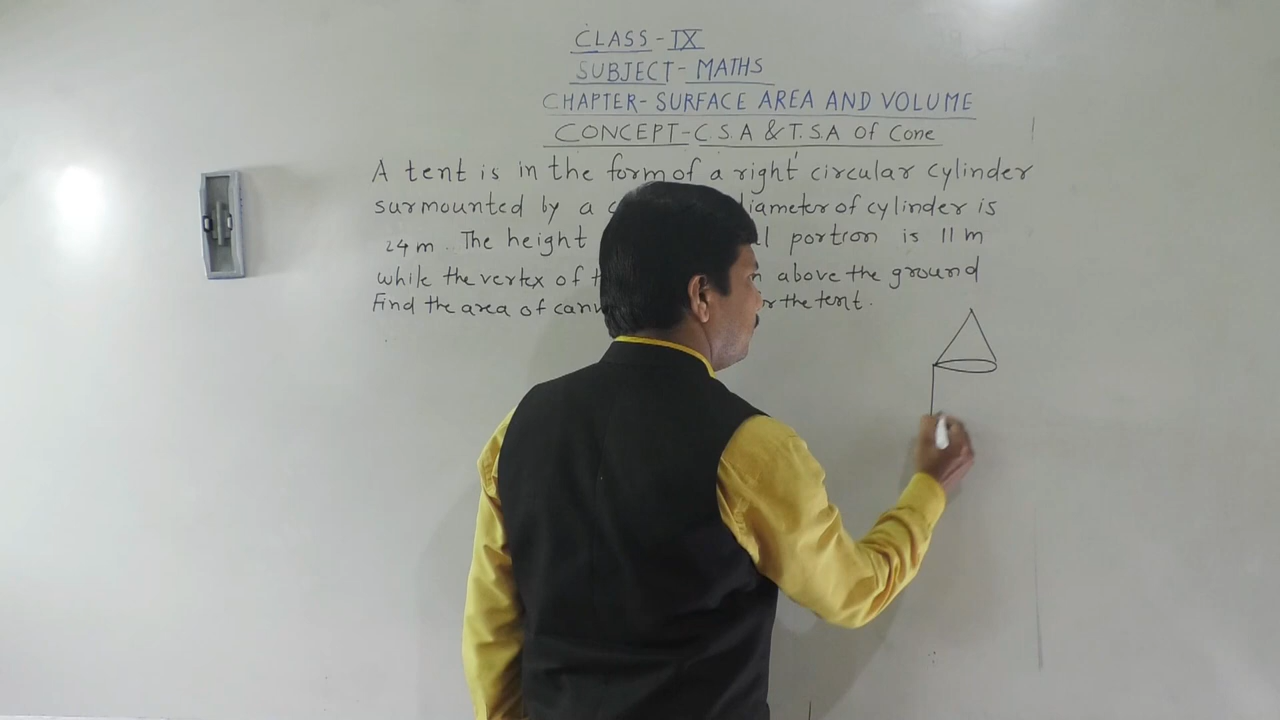 CLASS-IX
SUBJECT- MATHS
CHAPTER- SURFACE AREA AND VOLUME
CONCEPT-C.S.A & T.S.A of Cone
A tent is in the form of a right circular cylinder
surmounted by a diameter of cylinder is
24 m. The height portion is 11 m
while the vertex of above the ground
Find the area of the tent.